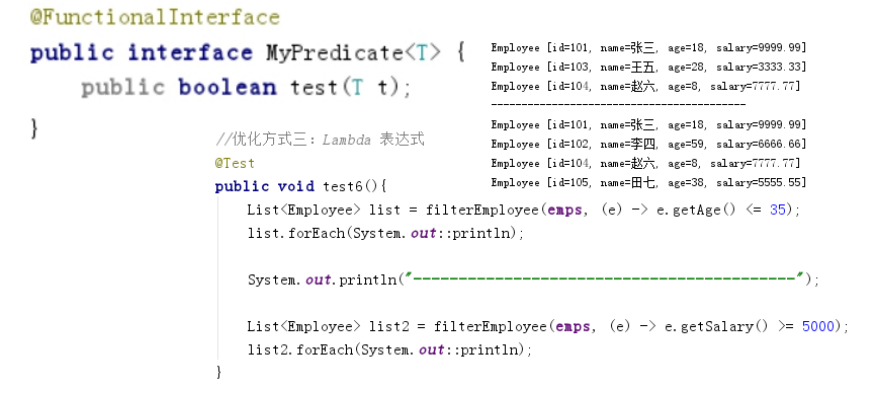 @FunctionalInterface
public interface MyPredicate<T> {
public boolean test(T t);
}
Employee [id=101, name=张三, age=18, salary=9999.99]
Employee [id=103, name=王五, age=28, salary=3333.33]
Employee [id=104, name=赵六, age=8, salary=7777.77]
------------------------------------------
Employee [id=101, name=张三, age=18, salary=9999.99]
Employee [id=102, name=李四, age=59, salary=6666.66]
Employee [id=104, name=赵六, age=8, salary=7777.77]
Employee [id=105, name=田七, age=38, salary=5555.55]
//优化方式三：Lambda 表达式
@Test
public void test6(){
List<Employee> list = filterEmployee(emps, (e) -> e.getAge() <= 35);
list.forEach(System.out::println);
System.out.println("------------------------------------------");
List<Employee> list2 = filterEmployee(emps, (e) -> e.getSalary() >= 5000);
list2.forEach(System.out::println);
}